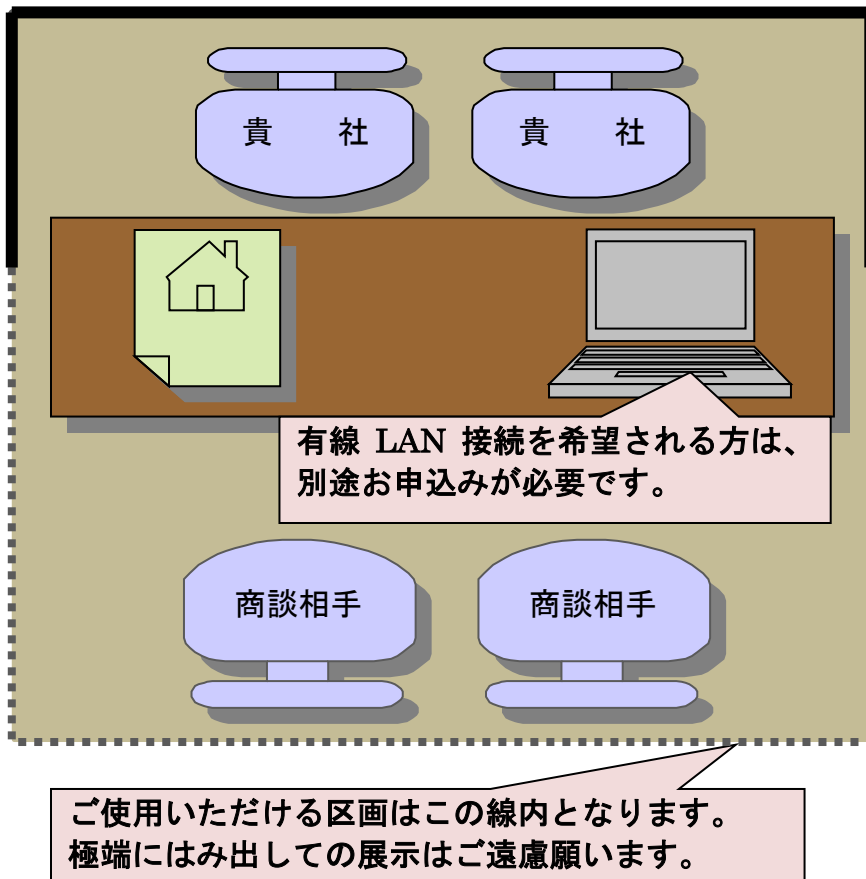 貴　社
貴　社
有線 LAN 接続を希望される方は、
別途お申込みが必要です。
商談相手
商談相手
ご使用いただける区画はこの線内となります。
極端にはみ出しての展示はご遠慮願います。